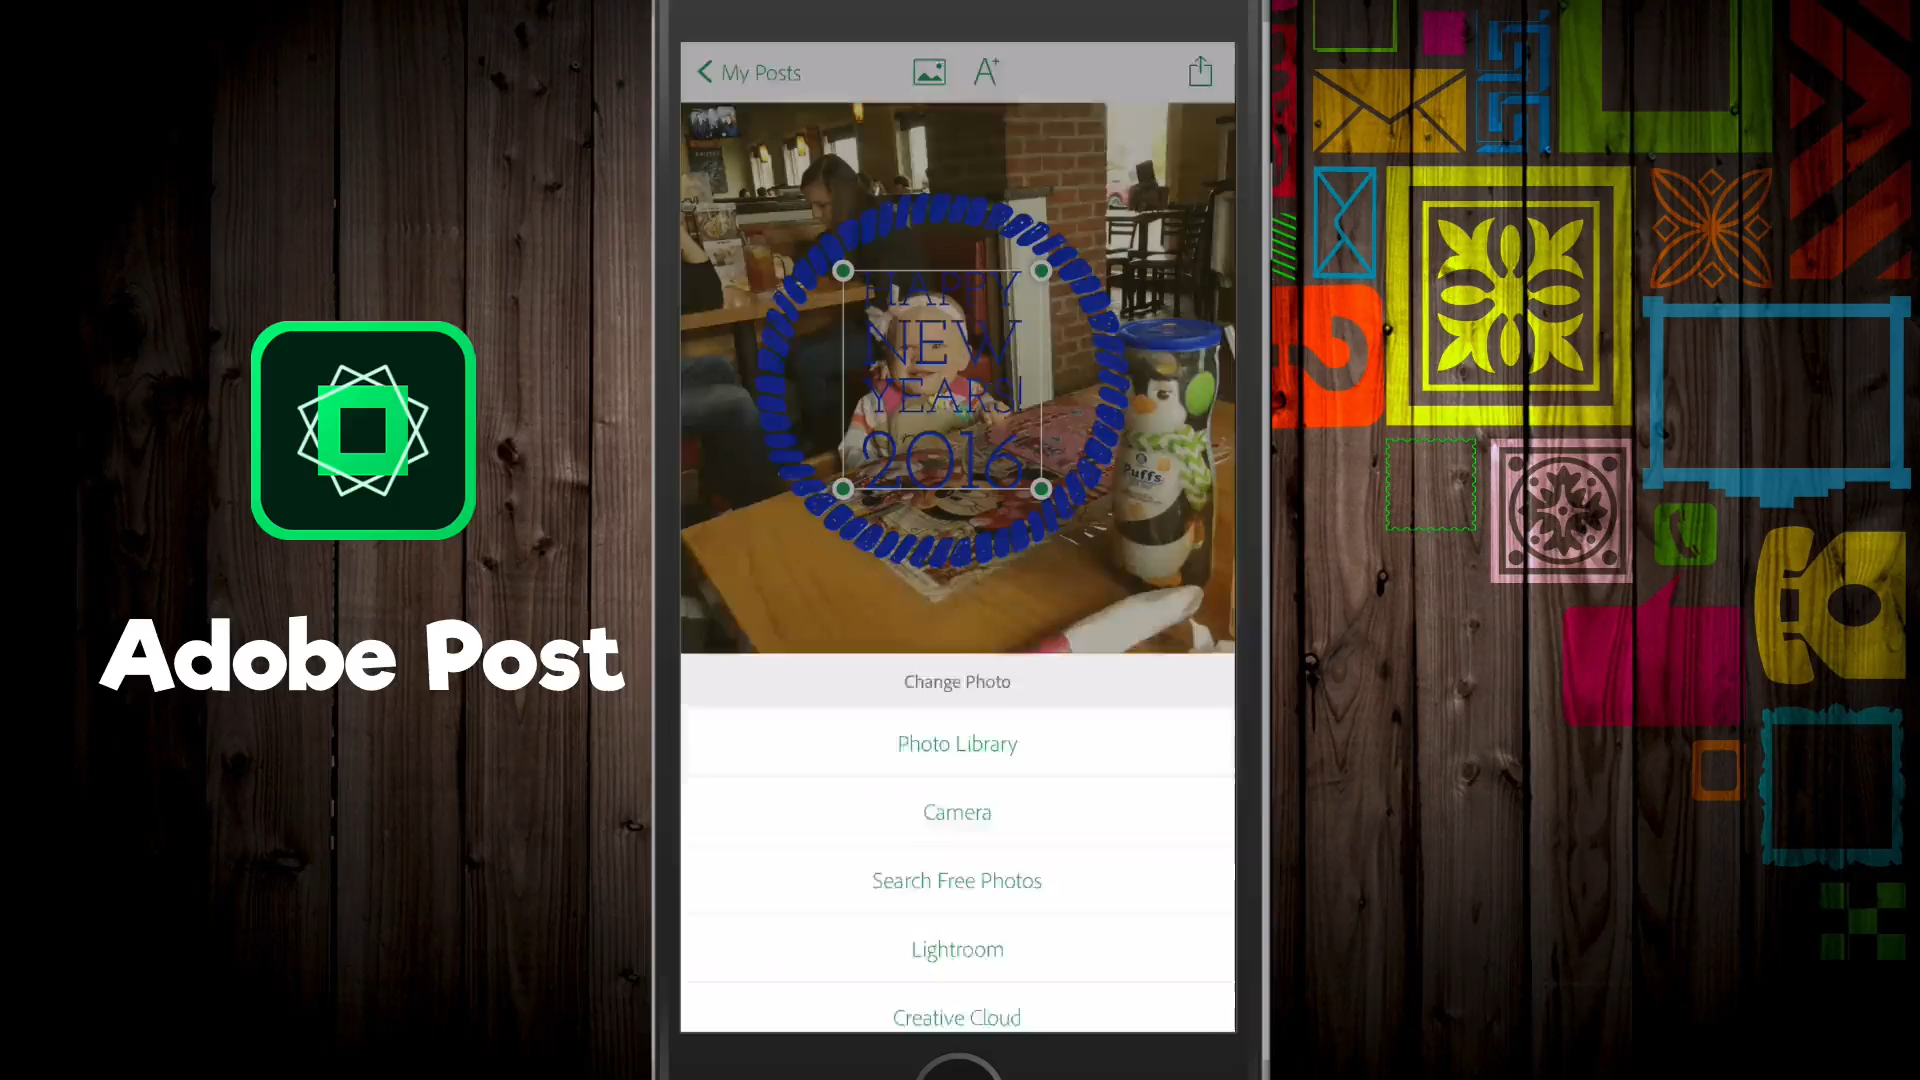 My Posts
A+
HAPPY
NEW
YEARS!
2016
Puffs
Adobe Post
Change Photo
Photo Library
Camera
Search Free Photos
Lightroom
Creative Cloud